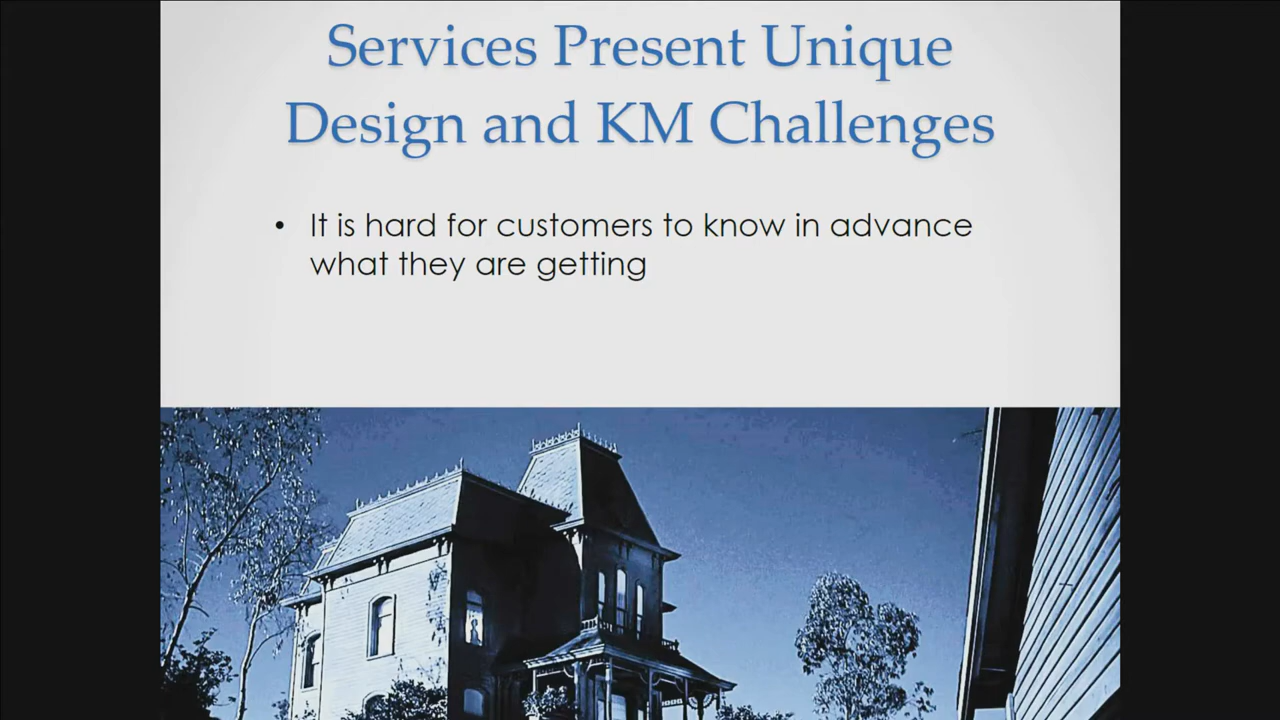 Services Present Unique
Design and KM Challenges
• It is hard for customers to know in advance
what they are getting